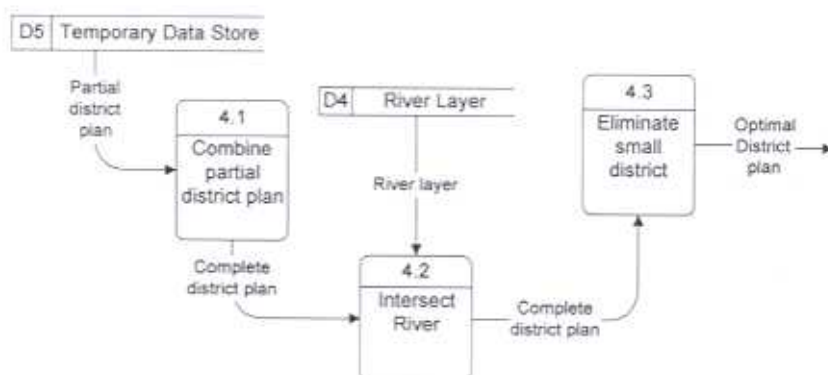 D5 Temporary Data Store
Partial
district
plan
4.1
Combine
partial
district plan
D4 River Layer
River layer
4.3
Eliminate
small
district
Optimal
District
plan
Complete
district plan
4.2
Intersect
River
Complete
district plan